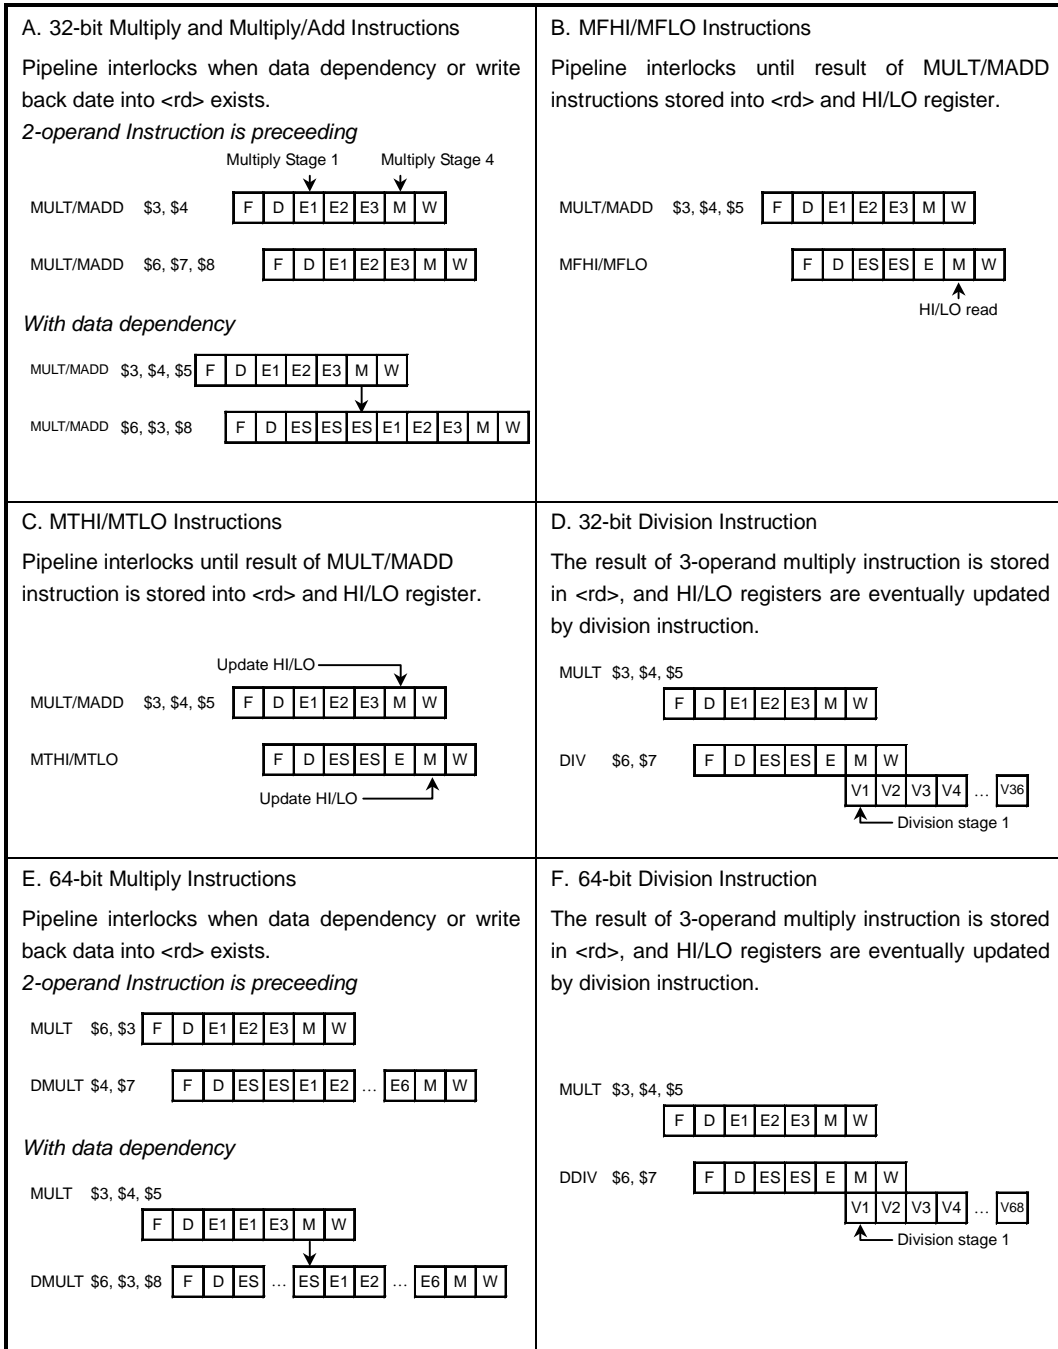 A. 32-bit Multiply and Multiply/Add Instructions
Pipeline interlocks when data dependency or write
back date into <rd> exists.
2-operand Instruction is preceeding
Multiply Stage 1 Multiply Stage 4
MULT/MADD $3, $4 F D E1 E2 E3 M W
MULT/MADD $6, $7, $8 F D E1 E2 E3 M W
With data dependency
MULT/MADD $3, $4, $5 F D E1 E2 E3 M W
MULT/MADD $6, $3, $8 F D ES ES ES E1 E2 E3 M W
B. MFHI/MFLO Instructions
Pipeline interlocks until result of MULT/MADD
instructions stored into <rd> and HI/LO register.
MULT/MADD $3, $4, $5 F D E1 E2 E3 M W
MFHI/MFLO F D ES ES E M W
HI/LO read
C. MTHI/MTLO Instructions
Pipeline interlocks until result of MULT/MADD
instruction is stored into <rd> and HI/LO register.
Update HI/LO
MULT/MADD $3, $4, $5 F D E1 E2 E3 M W
MTHI/MTLO F D ES ES E M W
Update HI/LO
D. 32-bit Division Instruction
The result of 3-operand multiply instruction is stored
in <rd>, and HI/LO registers are eventually updated
by division instruction.
MULT $3, $4, $5
F D E1 E2 E3 M W
DIV $6, $7 F D ES ES E M W
V1 V2 V3 V4 … V36
Division stage 1
E. 64-bit Multiply Instructions
Pipeline interlocks when data dependency or write
back data into <rd> exists.
2-operand Instruction is preceeding
MULT $6, $3 F D E1 E2 E3 M W
DMULT $4, $7 F D ES ES E1 E2 … E6 M W
With data dependency
MULT $3, $4, $5
F D E1 E1 E3 M W
DMULT $6, $3, $8 F D ES … ES E1 E2 … E6 M W
F. 64-bit Division Instruction
The result of 3-operand multiply instruction is stored
in <rd>, and HI/LO registers are eventually updated
by division instruction.
MULT $3, $4, $5
F D E1 E2 E3 M W
DDIV $6, $7 F D ES ES E M W
V1 V2 V3 V4 … V68
Division stage 1